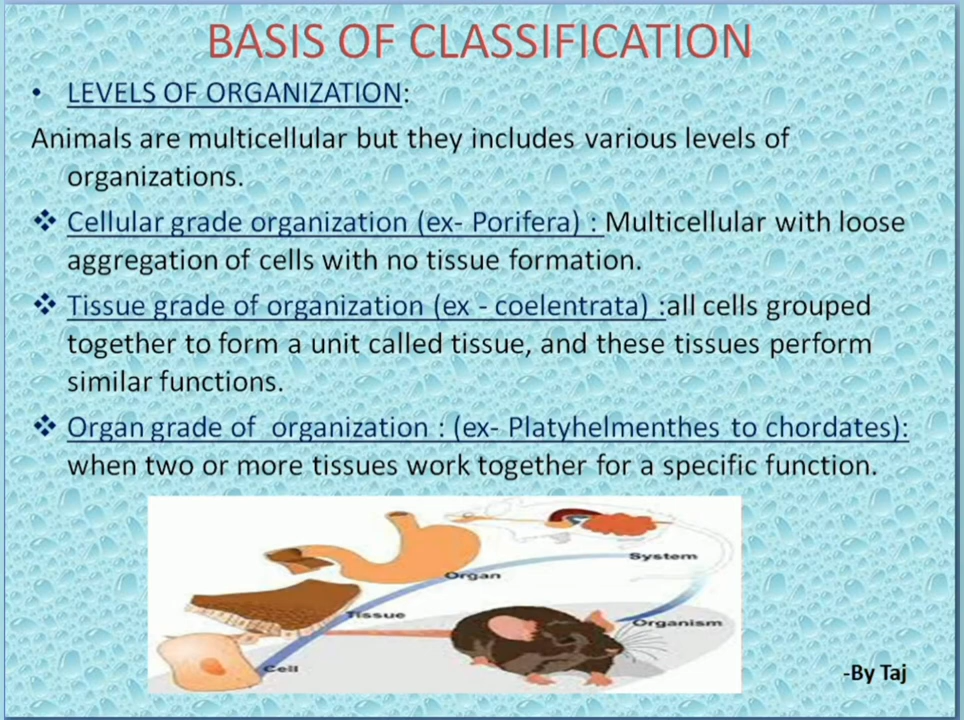 BASIS OF CLASSIFICATION
• LEVELS OF ORGANIZATION:
Animals are multicellular but they includes various levels of
organizations.
❖ Cellular grade organization (ex- Porifera) : Multicellular with loose
aggregation of cells with no tissue formation.
❖ Tissue grade of organization (ex - coelentrata) :all cells grouped
together to form a unit called tissue, and these tissues perform
similar functions.
❖ Organ grade of organization : (ex- Platyhelmenthes to chordates):
when two or more tissues work together for a specific function.
System
Organ
Tissue
Organism
Cell
-By Taj